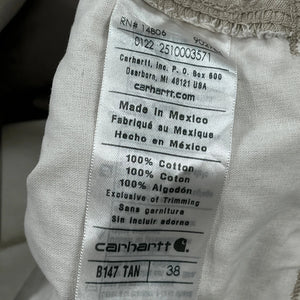 RN# 14806
0122 2510003571
Carhartt, Inc. P.O. Box 600
Dearborn, MI 48121 USA
carhartt.com
Made in Mexico
Fabriqué au Mexique
Hecho en México
100% Cotton
100% Coton
100% Algodón
Exclusive of Trimming
Sans garniture
Sin incluir adornos
carhartt
B147 TAN 38